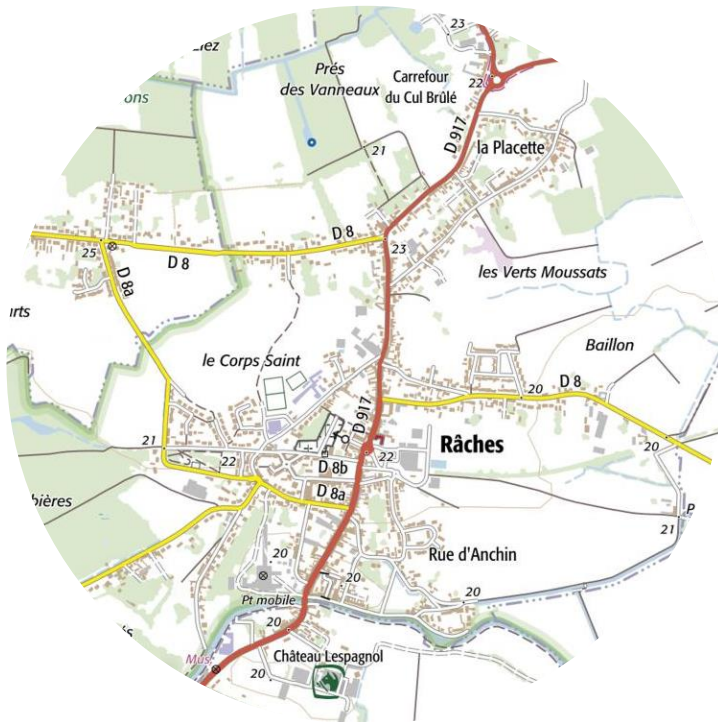 23
Prés
des Vanneaux
Carrefour
du Cul Brûlé
22
D 917
21
la Placette
D 8
D 8
23
25
D 8a
les Verts Moussats
le Corps Saint
Baillon
20
D 8
D 917
21
22
D 8b
22
Râches
20
D 8a
P
21
Rue d'Anchin
20
20
20
Pt mobile
20
Mus.
Château Lespagnol
20